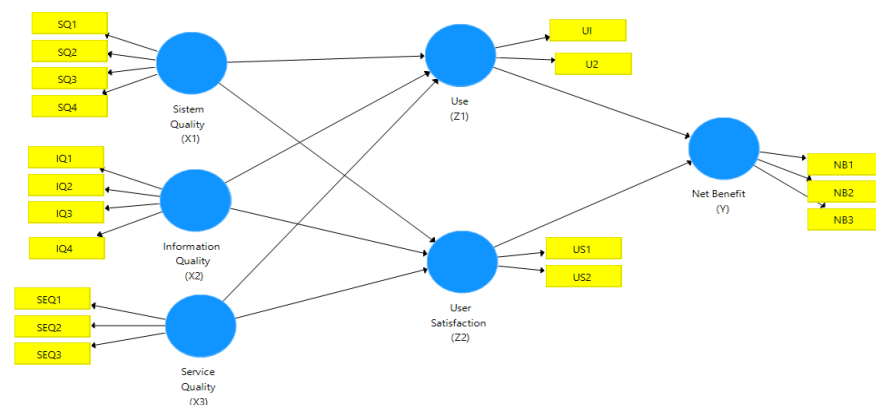 SQ1
SQ2
SQ3
SQ4
Sistem
Quality
(X1)
IQ1
IQ2
IQ3
IQ4
Information
Quality
(X2)
SEQ1
SEQ2
SEQ3
Service
Quality
(X3)
UI
U2
Use
(Z1)
US1
US2
User
Satisfaction
(Z2)
Net Benefit
(Y)
NB1
NB2
NB3